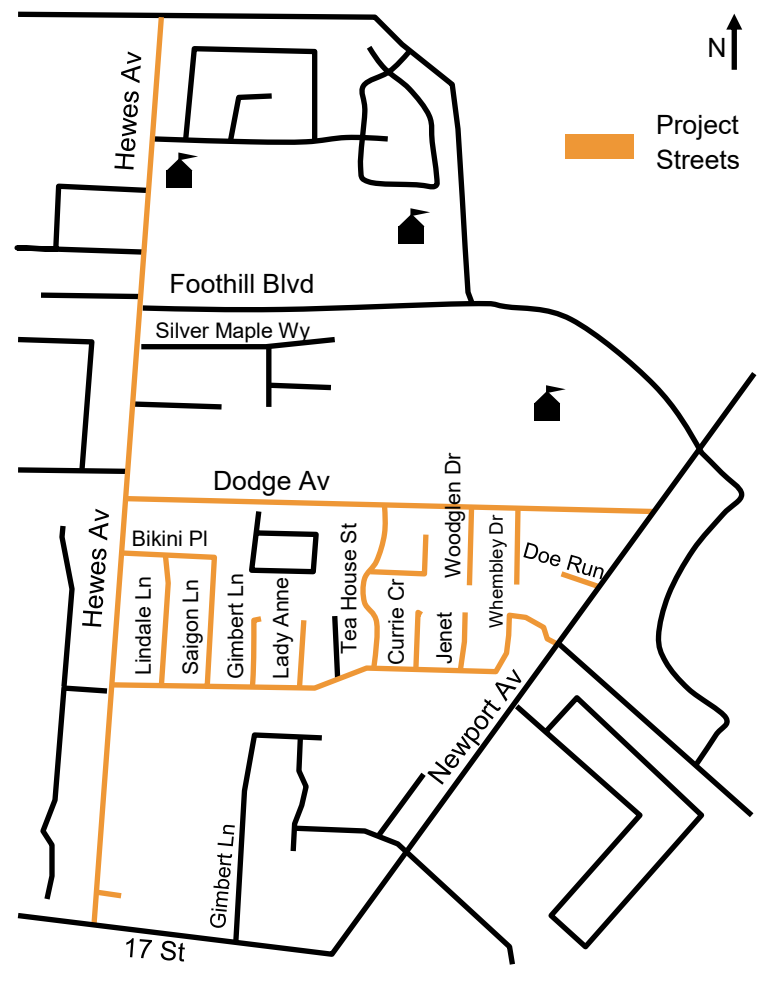 N
Project
Streets
Hewes Av
Foothill Blvd
Silver Maple Wy
Dodge Av
Woodglen Dr
Whembley Dr
Doe Run
Hewes Av
Bikini Pl
Lindale Ln
Saigon Ln
Gimbert Ln
Lady Anne
Tea House St
Currie Cr
Jenet
Newport Av
Gimbert Ln
17 St